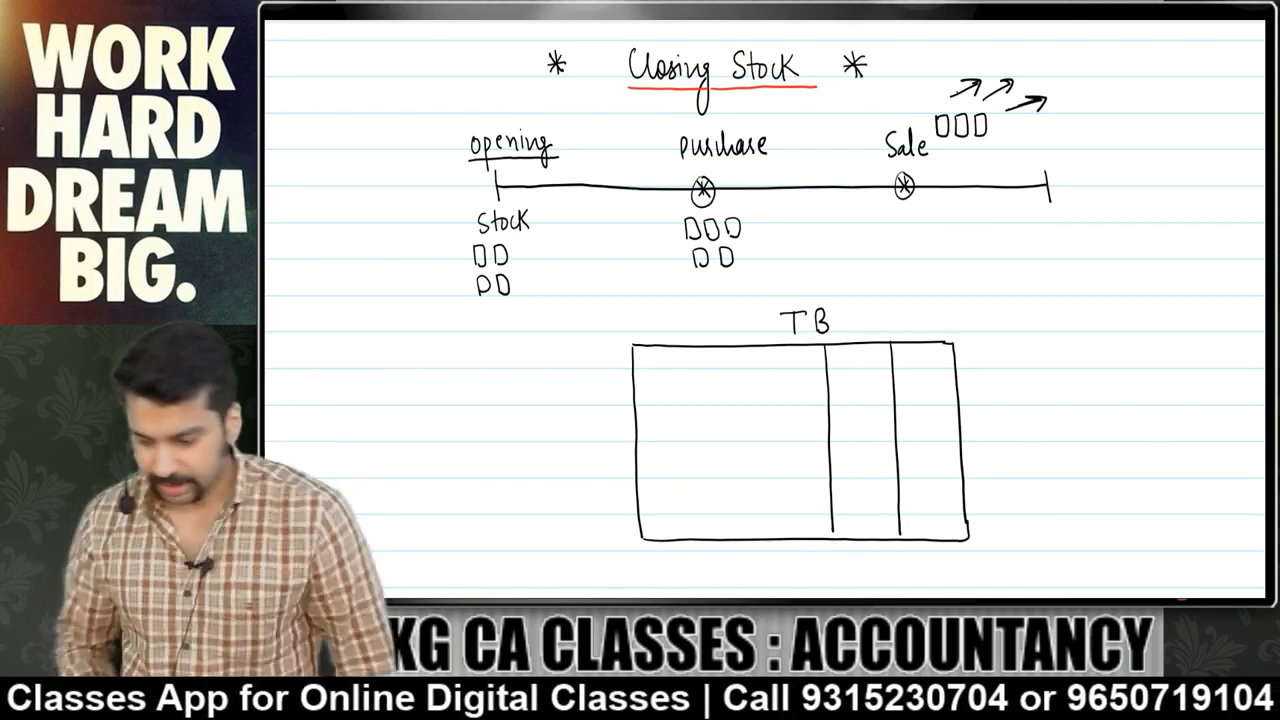 WORK
HARD
DREAM
BIG.
* Closing Stock *
opening purchase Sale
Stock
TB
KG CA CLASSES : ACCOUNTANCY
Classes App for Online Digital Classes | Call 9315230704 or 9650719104